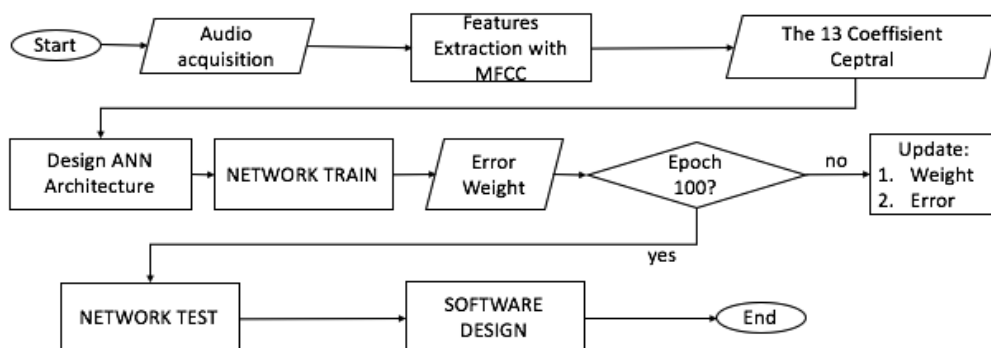 Start
Audio
acquisition
Features
Extraction with
MFCC
The 13 Coeffisient
Ceptral
Design ANN
Architecture
NETWORK TRAIN
Error
Weight
Epoch
100?
no
Update:
1. Weight
2. Error
yes
NETWORK TEST
SOFTWARE
DESIGN
End